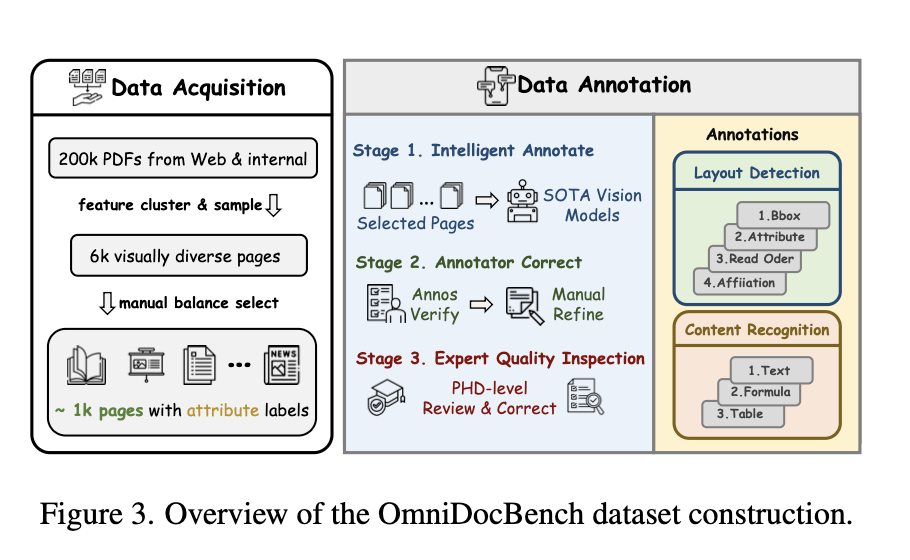 Data Acquisition
200k PDFs from Web & internal
feature cluster & sample
6k visually diverse pages
manual balance select
NEWS
...
~ 1k pages with attribute labels
Data Annotation
Stage 1. Intelligent Annotate
...
Selected Pages
SOTA Vision
Models
Stage 2. Annotator Correct
Annos
Verify
Manual
Refine
Stage 3. Expert Quality Inspection
PHD-level
Review & Correct
Annotations
Layout Detection
1.Bbox
2.Attribute
3.Read Oder
4.Affiiation
Content Recognition
1.Text
2.Formula
3.Table
Figure 3. Overview of the OmniDocBench dataset construction.